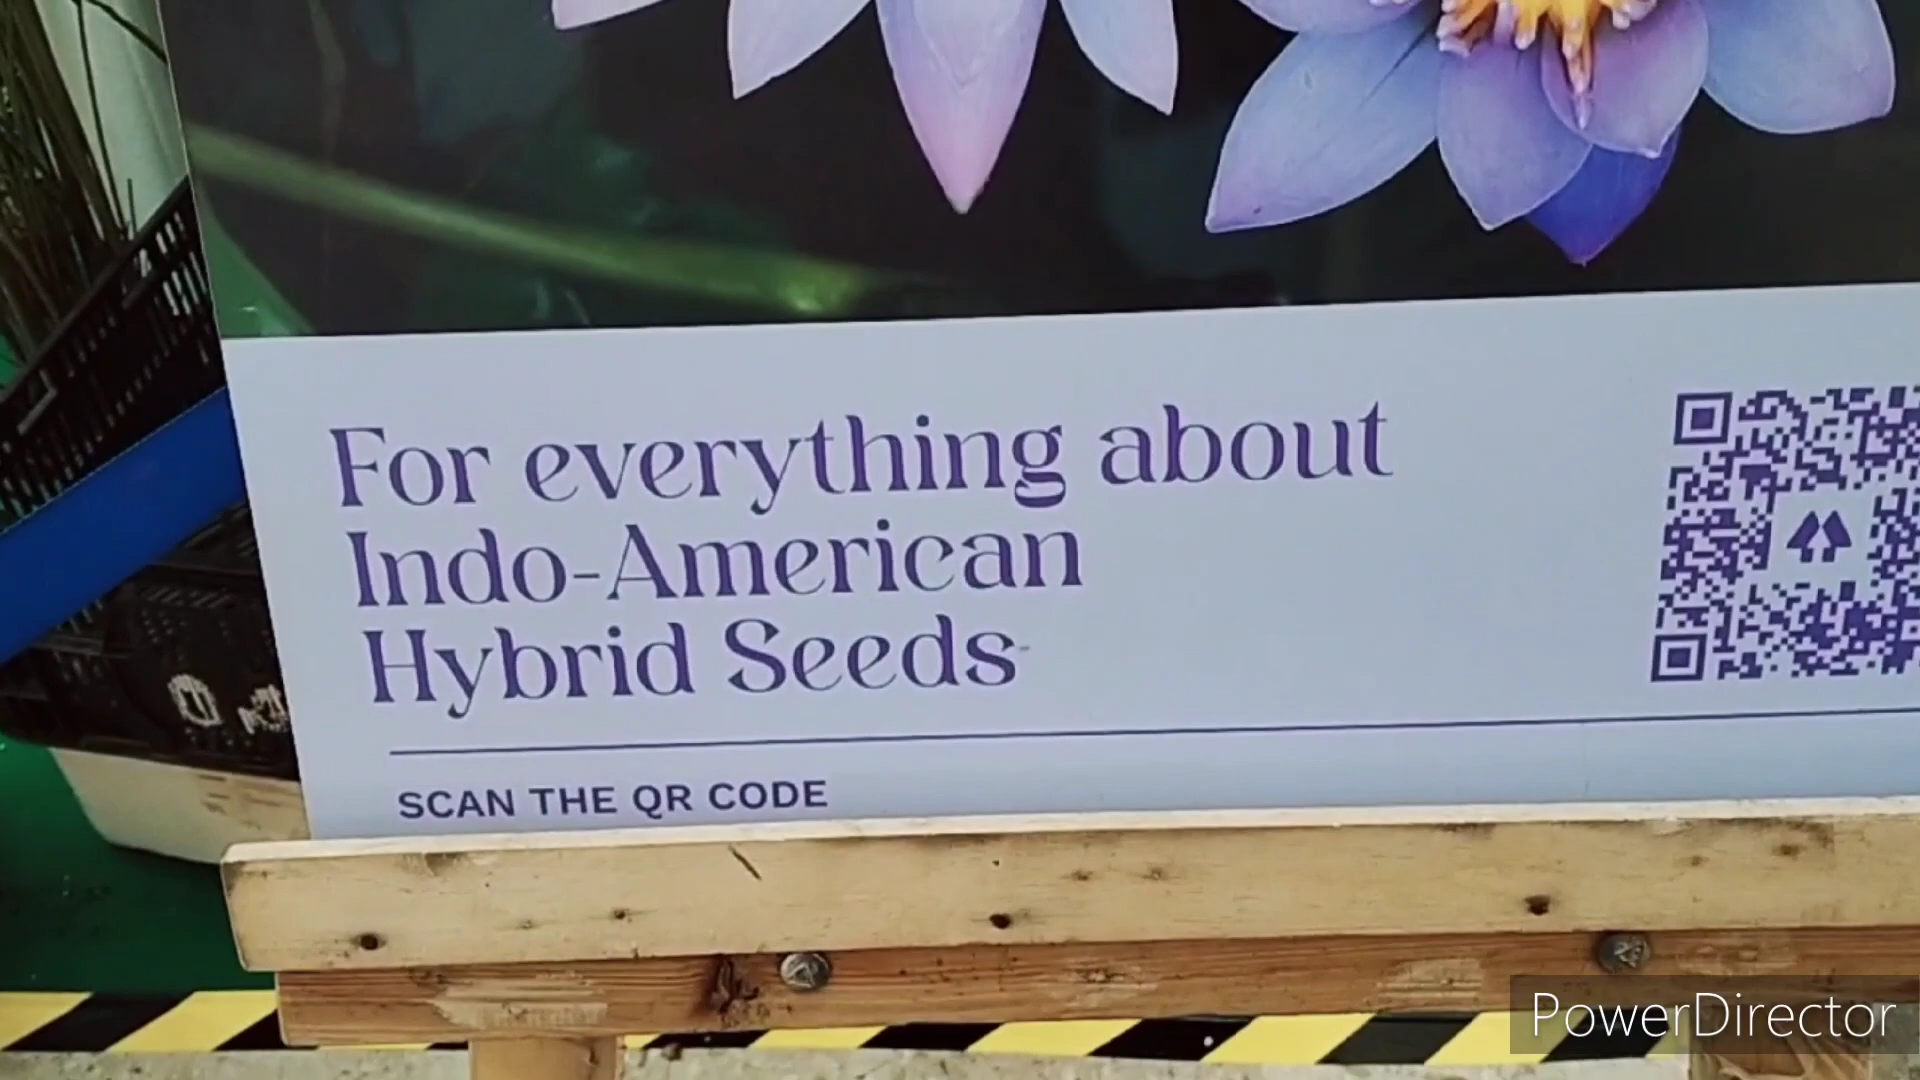 For everything about
Indo-American
Hybrid Seeds
SCAN THE QR CODE
PowerDirector